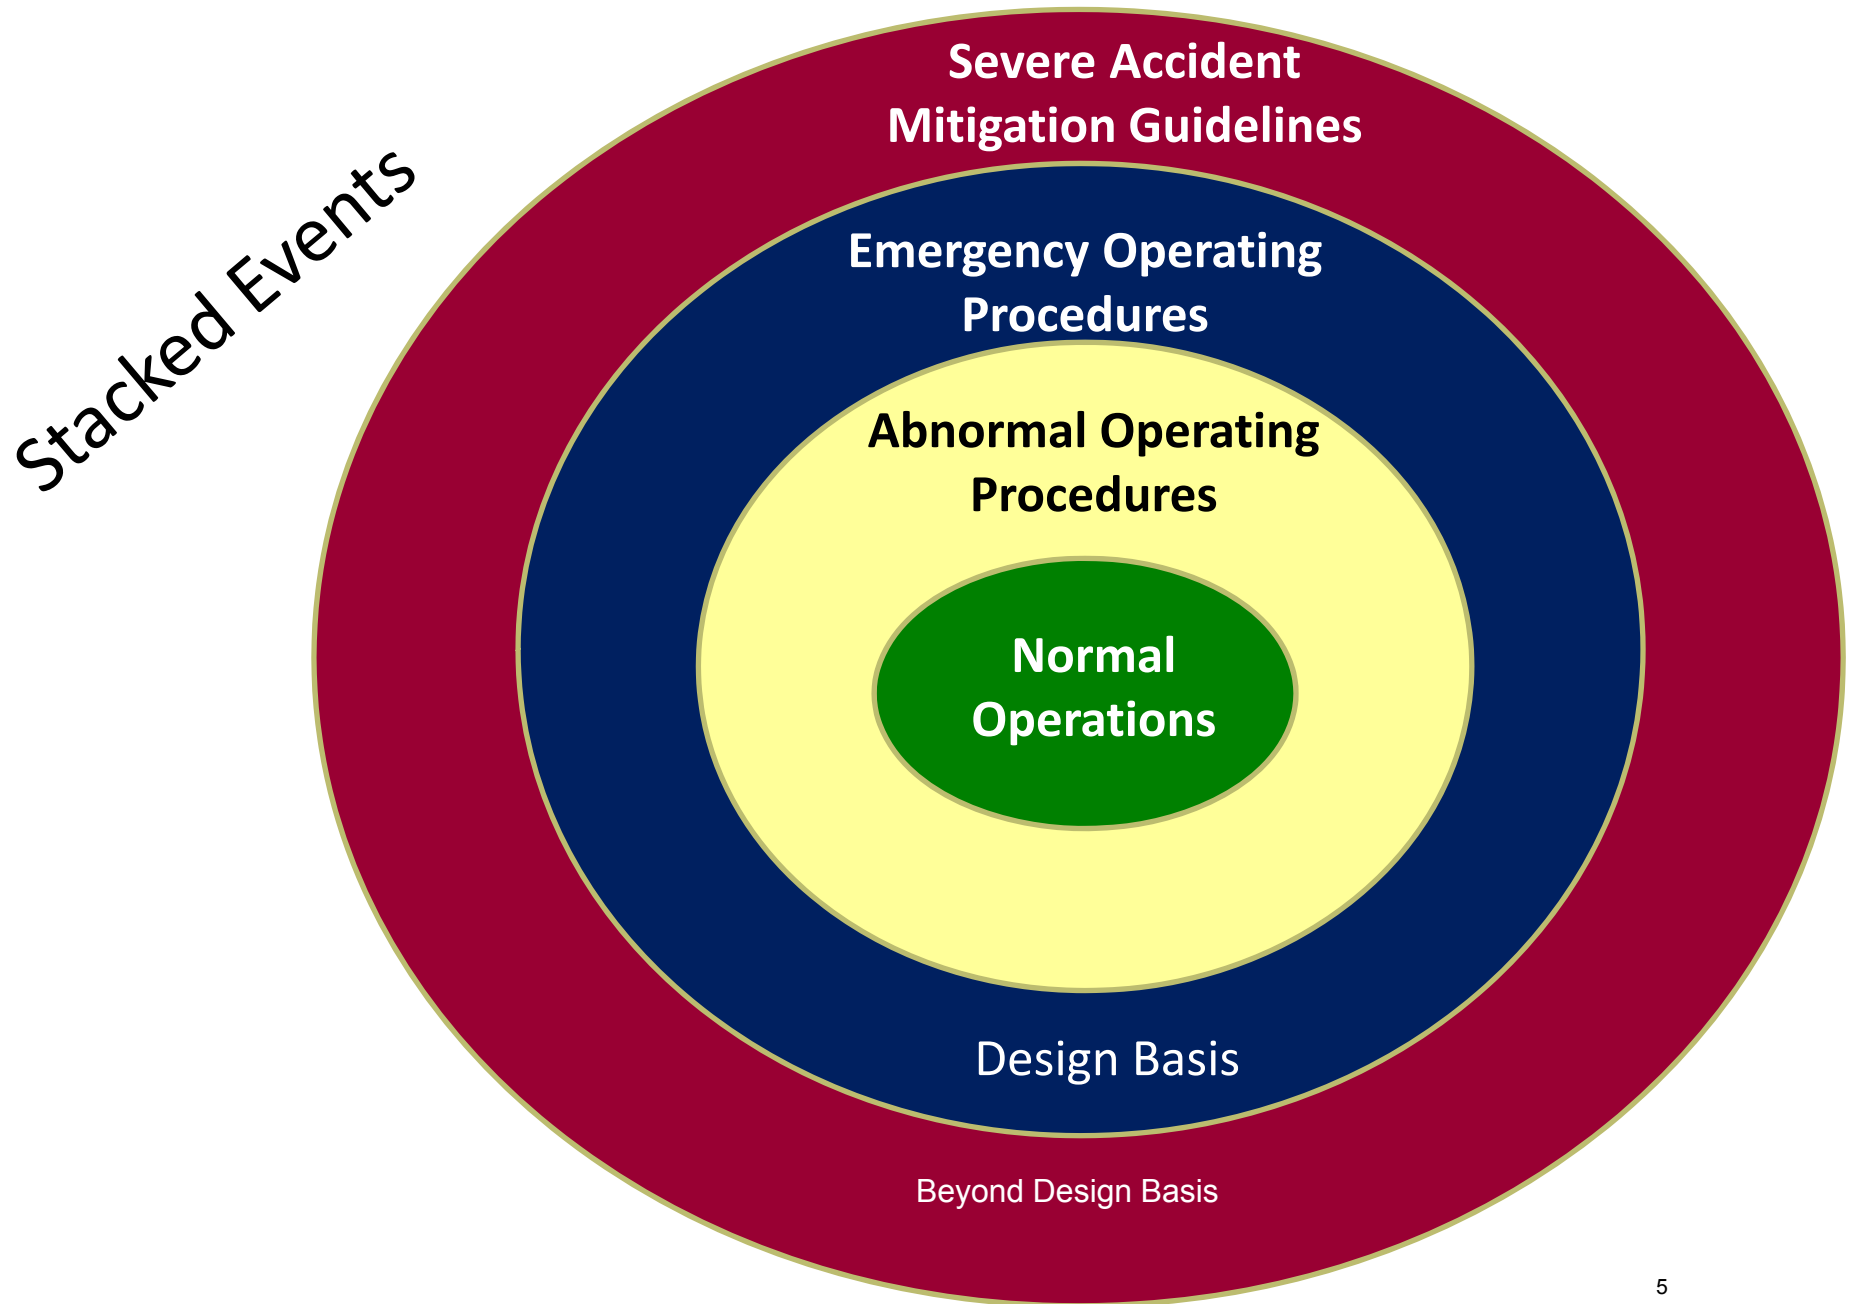 Stacked Events
Severe Accident
Mitigation Guidelines
Emergency Operating
Procedures
Abnormal Operating
Procedures
Normal
Operations
Design Basis
Beyond Design Basis
5